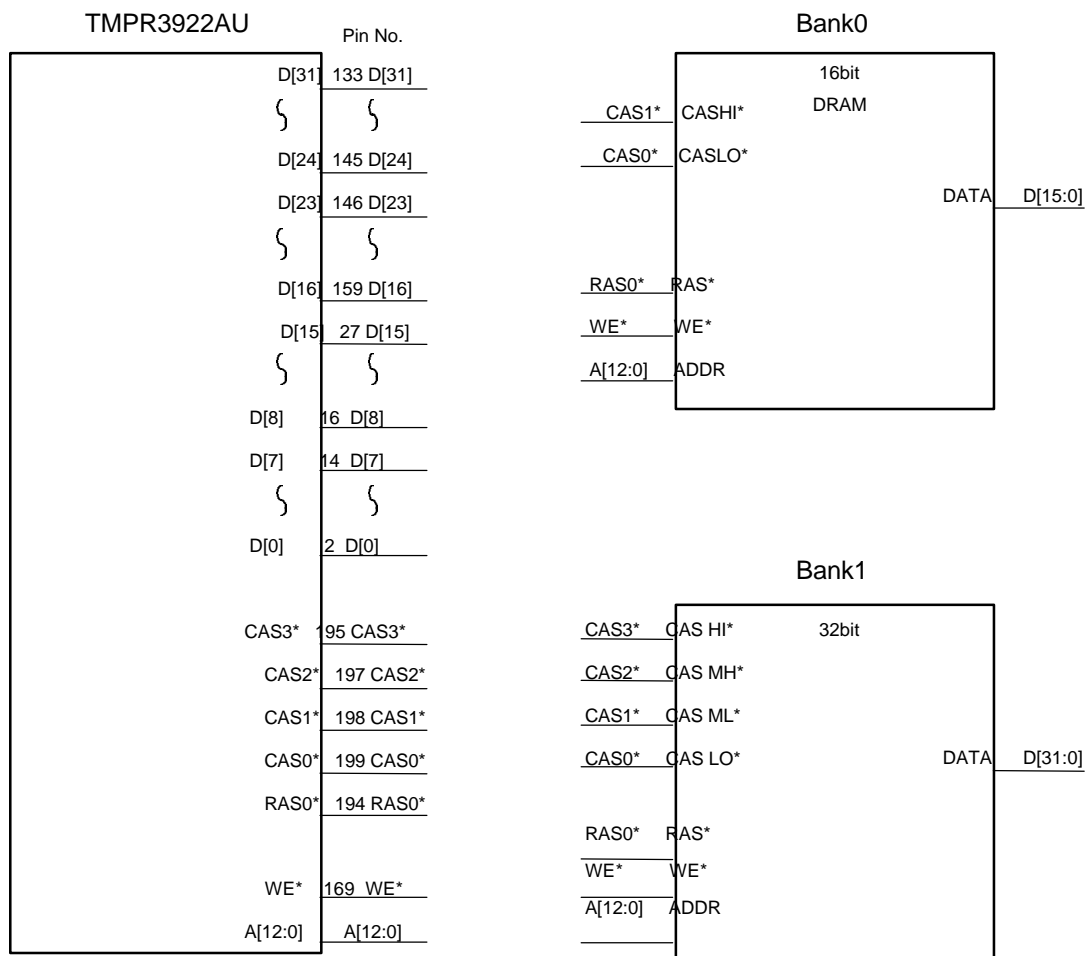 TMPR3922AU
Pin No.
D[31] 133 D[31]
D[24] 145 D[24]
D[23] 146 D[23]
D[16] 159 D[16]
D[15] 27 D[15]
D[8] 16 D[8]
D[7] 14 D[7]
D[0] 2 D[0]
CAS3* 195 CAS3*
CAS2* 197 CAS2*
CAS1* 198 CAS1*
CAS0* 199 CAS0*
RAS0* 194 RAS0*
WE* 169 WE*
A[12:0] A[12:0]
Bank0
16bit
DRAM
CAS1* CASHI*
CAS0* CASLO*
DATA D[15:0]
RAS0* RAS*
WE* WE*
A[12:0] ADDR
Bank1
CAS3* CAS HI* 32bit
CAS2* CAS MH*
CAS1* CAS ML*
CAS0* CAS LO* DATA D[31:0]
RAS0* RAS*
WE* WE*
A[12:0] ADDR